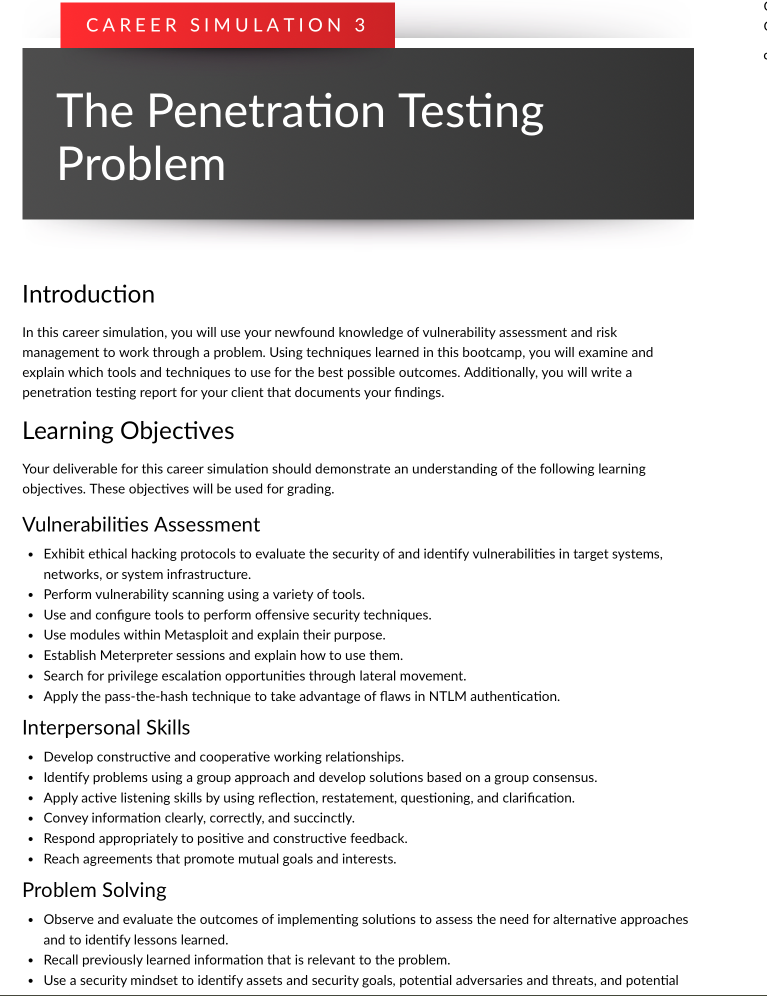 CAREER SIMULATION 3
The Penetration Testing
Problem
Introduction
In this career simulation, you will use your newfound knowledge of vulnerability assessment and risk
management to work through a problem. Using techniques learned in this bootcamp, you will examine and
explain which tools and techniques to use for the best possible outcomes. Additionally, you will write a
penetration testing report for your client that documents your findings.
Learning Objectives
Your deliverable for this career simulation should demonstrate an understanding of the following learning
objectives. These objectives will be used for grading.
Vulnerabilities Assessment
• Exhibit ethical hacking protocols to evaluate the security of and identify vulnerabilities in target systems,
networks, or system infrastructure.
• Perform vulnerability scanning using a variety of tools.
• Use and configure tools to perform offensive security techniques.
• Use modules within Metasploit and explain their purpose.
• Establish Meterpreter sessions and explain how to use them.
• Search for privilege escalation opportunities through lateral movement.
• Apply the pass-the-hash technique to take advantage of flaws in NTLM authentication.
Interpersonal Skills
• Develop constructive and cooperative working relationships.
• Identify problems using a group approach and develop solutions based on a group consensus.
• Apply active listening skills by using reflection, restatement, questioning, and clarification.
• Convey information clearly, correctly, and succinctly.
• Respond appropriately to positive and constructive feedback.
• Reach agreements that promote mutual goals and interests.
Problem Solving
• Observe and evaluate the outcomes of implementing solutions to assess the need for alternative approaches
and to identify lessons learned.
• Recall previously learned information that is relevant to the problem.
• Use a security mindset to identify assets and security goals, potential adversaries and threats, and potential